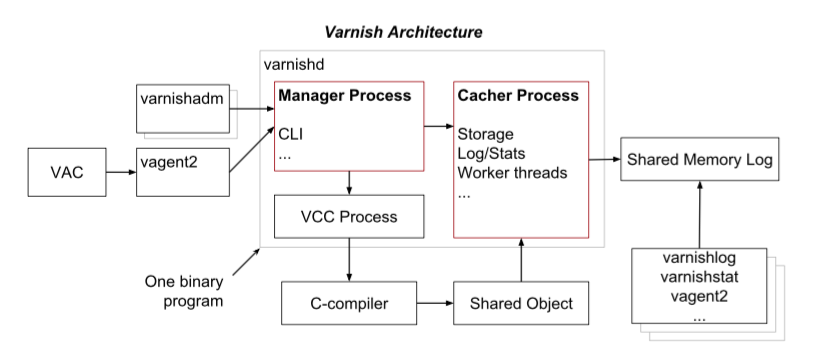 Varnish Architecture
varnishd
varnishadm
Manager Process
CLI
...
Cacher Process
Storage
Log/Stats
Worker threads
...
VAC
vagent2
Shared Memory Log
VCC Process
One binary
program
C-compiler
Shared Object
varnishlog
varnishstat
vagent2
...